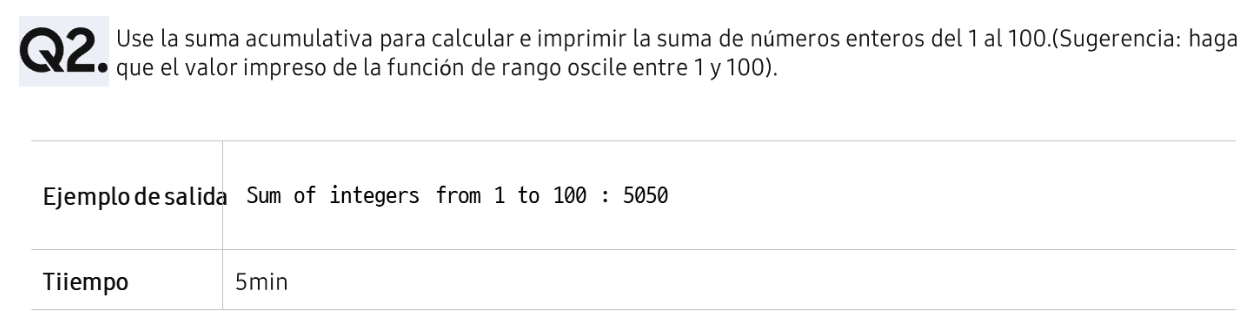 Q2. Use la suma acumulativa para calcular e imprimir la suma de números enteros del 1 al 100.(Sugerencia: haga
que el valor impreso de la función de rango oscile entre 1 y 100).
Ejemplo de salida Sum of integers from 1 to 100 : 5050
Tiiempo 5min